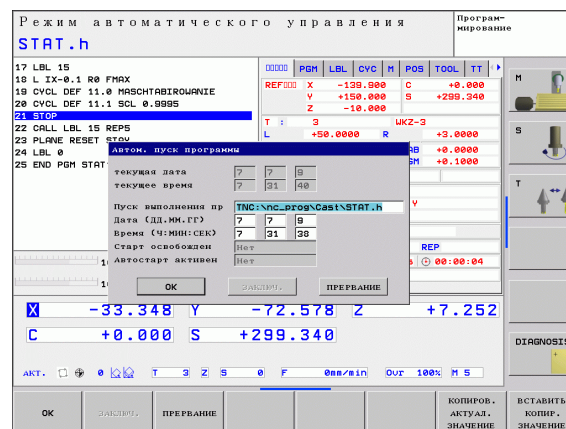 Режим автоматического управления
Програм-
мирование
STAT.h
17 LBL 15
18 L IX-0.1 R0 FMAX
19 CYCL DEF 11.0 MASCHTABIROWANIE
20 CYCL DEF 11.1 SCL 0.9995
21 STOP
22 CALL LBL 15 REP5
23 PLANE RESET STAY
24 LBL 0
25 END PGM STAT
PGM LBL CYC M POS TOOL TT
REF X -139.900 C +0.000
Y +150.000 S +299.340
Z -10.000
T : 3 WKZ-3
L +50.0000 R +3.0000
+0.0000
+0.1000
REP
00:00:04
Автом. пуск программы
текущая дата 7 7 9
текущее время 7 31 40
Пуск выполнения пр TNC:\nc_prog\Cast\STAT.h
Дата (ДД.ММ.ГГ) 7 7 9
Время (Ч:МИН:СЕК) 7 31 38
Старт освобожден Нет
Автостарт активен Нет
OK ЗАКЛЮЧ. ПРЕРВАНИЕ
X -33.348 Y -72.578 Z +7.252
C +0.000 S +299.340
АКТ. 0 T 3 Z S 0 F 0mm/min Ovr 100% M 5
M
S
T
DIAGNOSIS
OK ЗАКЛЮЧ. ПРЕРВАНИЕ
КОПИРОВ.
АКТУАЛ.
ЗНАЧЕНИЕ
ВСТАВИТЬ
КОПИР.
ЗНАЧЕНИЕ